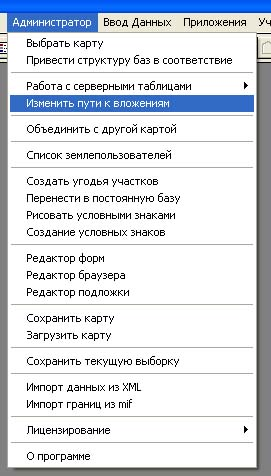 Администратор Ввод Данных Приложения Уч
Выбрать карту
Привести структуру баз в соответствие
Работа с серверными таблицами
Изменить пути к вложениям
Объединить с другой картой
Список землепользователей
Создать угодья участков
Перенести в постоянную базу
Рисовать условными знаками
Создание условных знаков
Редактор форм
Редактор браузера
Редактор подложки
Сохранить карту
Загрузить карту
Сохранить текущую выборку
Импорт данных из XML
Импорт границ из mif
Лицензирование
О программе